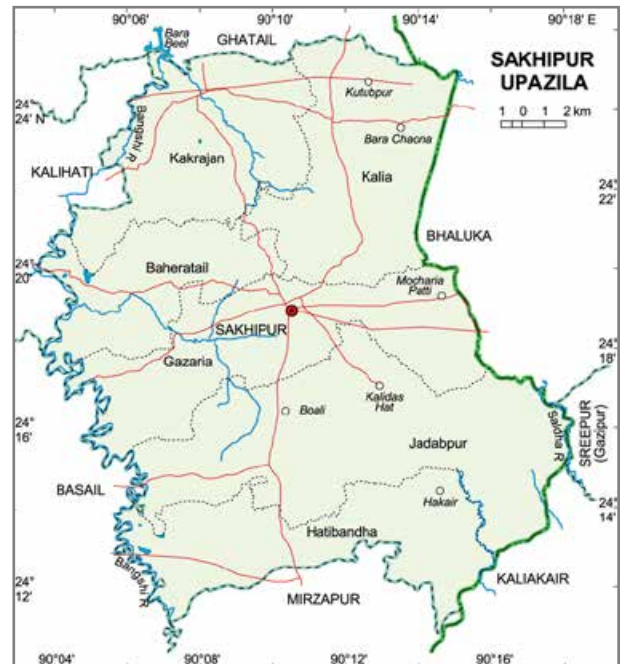 90°06'
90°10'
90°14'
90°18' E
Bara
Beel
GHATAIL
SAKHIPUR
UPAZILA
1 0 1 2 km
24°
24' N
Bangshi R
Kutubpur
Bara Chaona
Kakrajan
KALIHATI
Kalia
24°
22'
BHALUKA
24°
20'
Baheratail
Mocharia
Patti
SAKHIPUR
Gazaria
24°
18'
Kalidas
Hat
Boali
24°
16'
Jadabpur
Saldha R
SREEPUR
(Gazipur)
BASAIL
Hakair
24°
14'
Hatibandha
Bangshi R
24°
12'
MIRZAPUR
KALIAKAIR
90°04'
90°08'
90°12'
90°16'